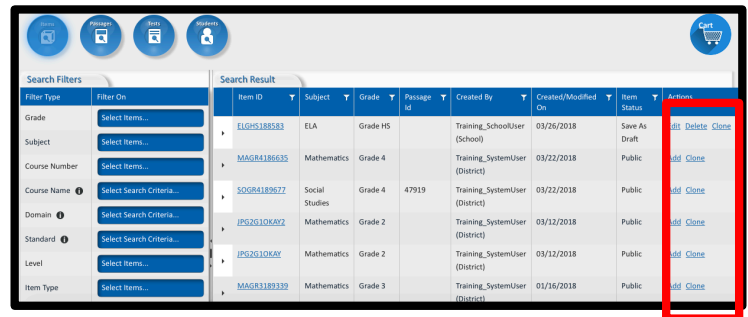 Items Passages Tests Students Cart
Search Filters Search Result
Filter Type Filter On Item ID Subject Grade Passage Id Created By Created/Modified On Item Status Actions
Grade Select Items...
Subject Select Items...
Course Number Select Items...
Course Name Select Search Criteria...
Domain Select Search Criteria...
Standard Select Search Criteria...
Level Select Items...
Item Type Select Items...
ELGHS188583 ELA Grade HS Training_SchoolUser 03/26/2018 Save As Edit Delete Clone
(School) Draft
MAGR4186635 Mathematics Grade 4 Training_SystemUser 03/22/2018 Public Add Clone
(District)
SOGR4189677 Social Grade 4 47919 Training_SystemUser 03/22/2018 Public Add Clone
Studies (District)
JPG2G1OKAY2 Mathematics Grade 2 Training_SystemUser 03/12/2018 Public Add Clone
(District)
JPG2G1OKAY Mathematics Grade 2 Training_SystemUser 03/12/2018 Public Add Clone
(District)
MAGR3189339 Mathematics Grade 3 Training_SystemUser 01/16/2018 Public Add Clone
(District)